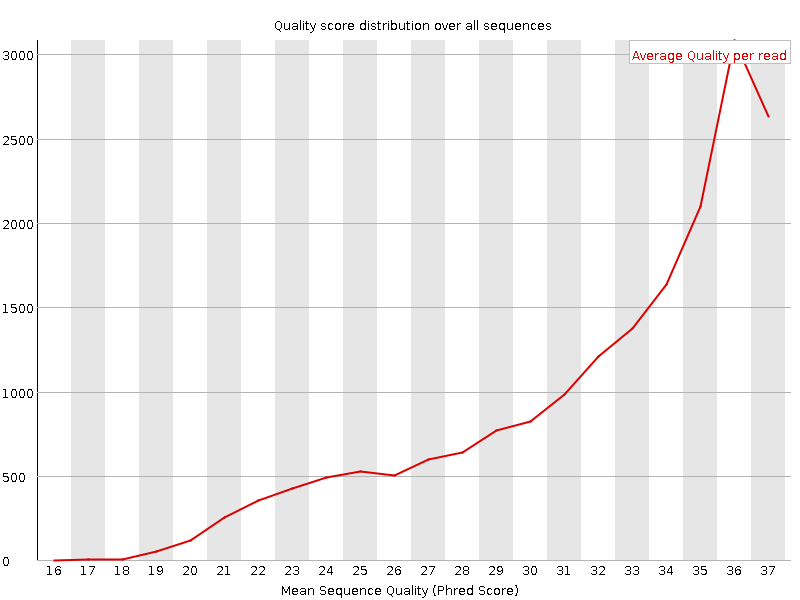 Quality score distribution over all sequences
Average Quality per read
3000
2500
2000
1500
1000
500
0
16 17 18 19 20 21 22 23 24 25 26 27 28 29 30 31 32 33 34 35 36 37
Mean Sequence Quality (Phred Score)